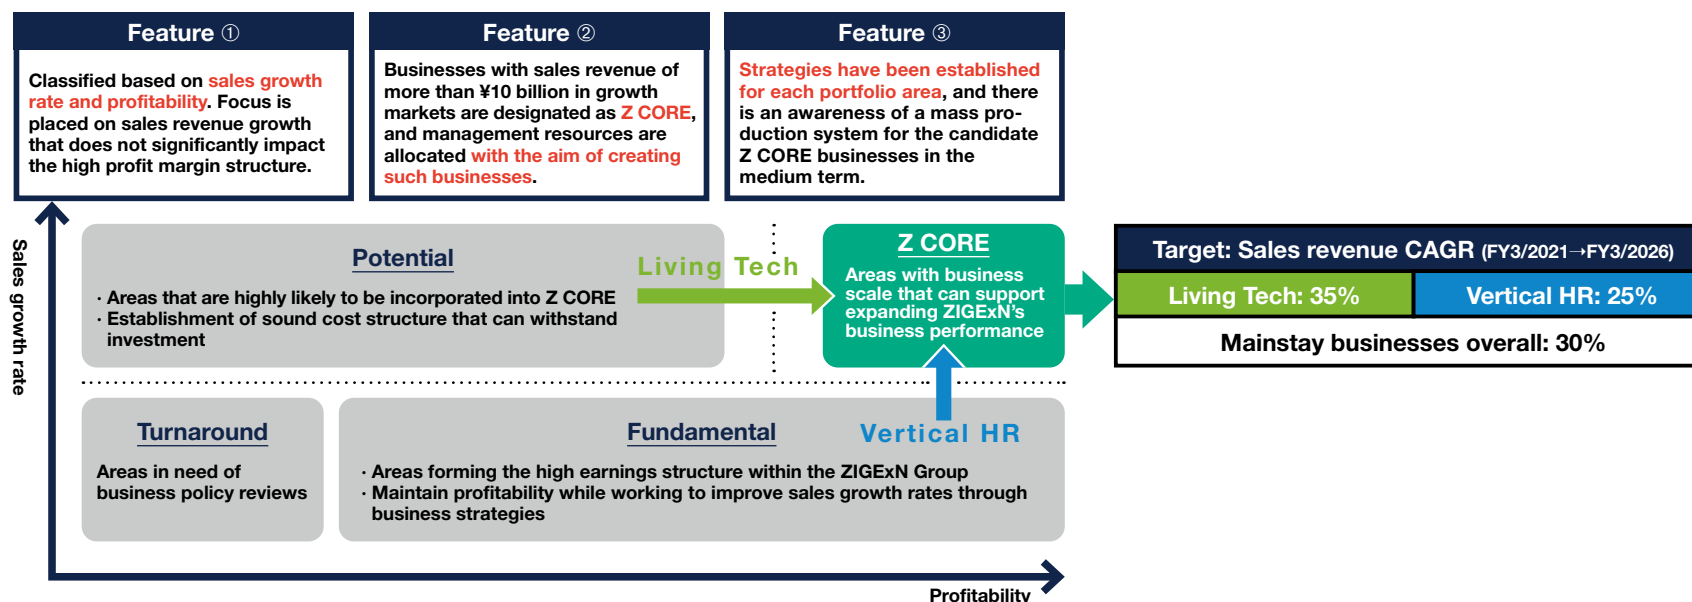 Feature ①
Classified based on sales growth
rate and profitability. Focus is
placed on sales revenue growth
that does not significantly impact
the high profit margin structure.
Feature ②
Businesses with sales revenue of
more than ¥10 billion in growth
markets are designated as Z CORE,
and management resources are
allocated with the aim of creating
such businesses.
Feature ③
Strategies have been established
for each portfolio area, and there
is an awareness of a mass pro-
duction system for the candidate
Z CORE businesses in the
medium term.
Sales growth rate
Potential
· Areas that are highly likely to be incorporated into Z CORE
· Establishment of sound cost structure that can withstand
investment
Living Tech
Z CORE
Areas with business
scale that can support
expanding ZIGExN's
business performance
Target: Sales revenue CAGR (FY3/2021→FY3/2026)
Living Tech: 35%
Vertical HR: 25%
Mainstay businesses overall: 30%
Turnaround
Areas in need of
business policy reviews
Fundamental
Vertical HR
· Areas forming the high earnings structure within the ZIGExN Group
· Maintain profitability while working to improve sales growth rates through
business strategies
Profitability